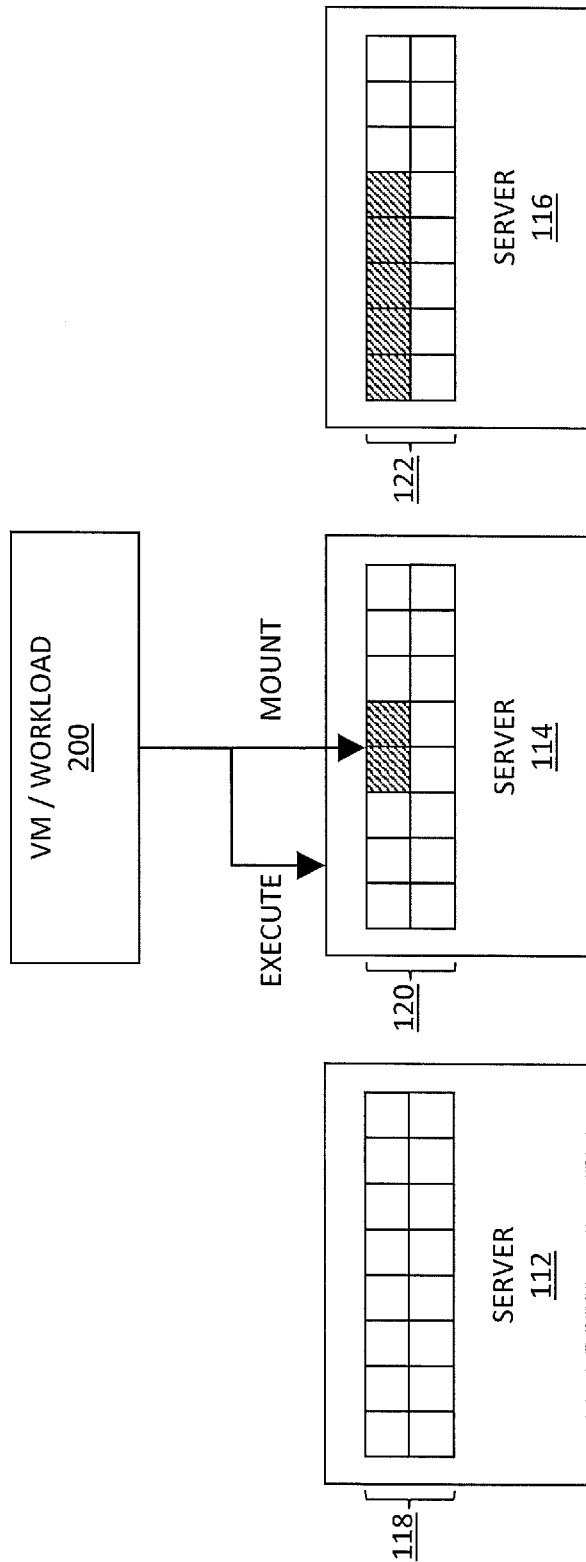 VM / WORKLOAD
200
EXECUTE
MOUNT
118
120
122
SERVER
112
SERVER
114
SERVER
116